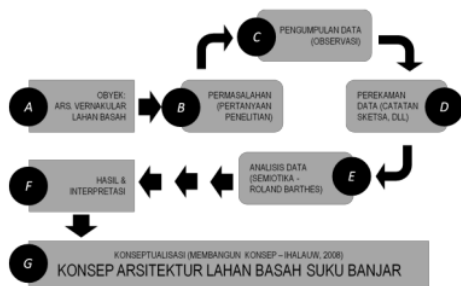 A
OBYEK:
ARS. VERNAKULAR
LAHAN BASAH
B
PERMASALAHAN
(PERTANYAAN
PENELITIAN)
C
PENGUMPULAN DATA
(OBSERVASI)
D
PEREKAMAN
DATA (CATATAN
SKETSA, DLL)
E
ANALISIS DATA
(SEMIOTIKA -
ROLAND BARTHES)
F
HASIL &
INTERPRETASI
G
KONSEPTUALISASI (MEMBANGUN KONSEP – IHALAUW, 2008)
KONSEP ARSITEKTUR LAHAN BASAH SUKU BANJAR